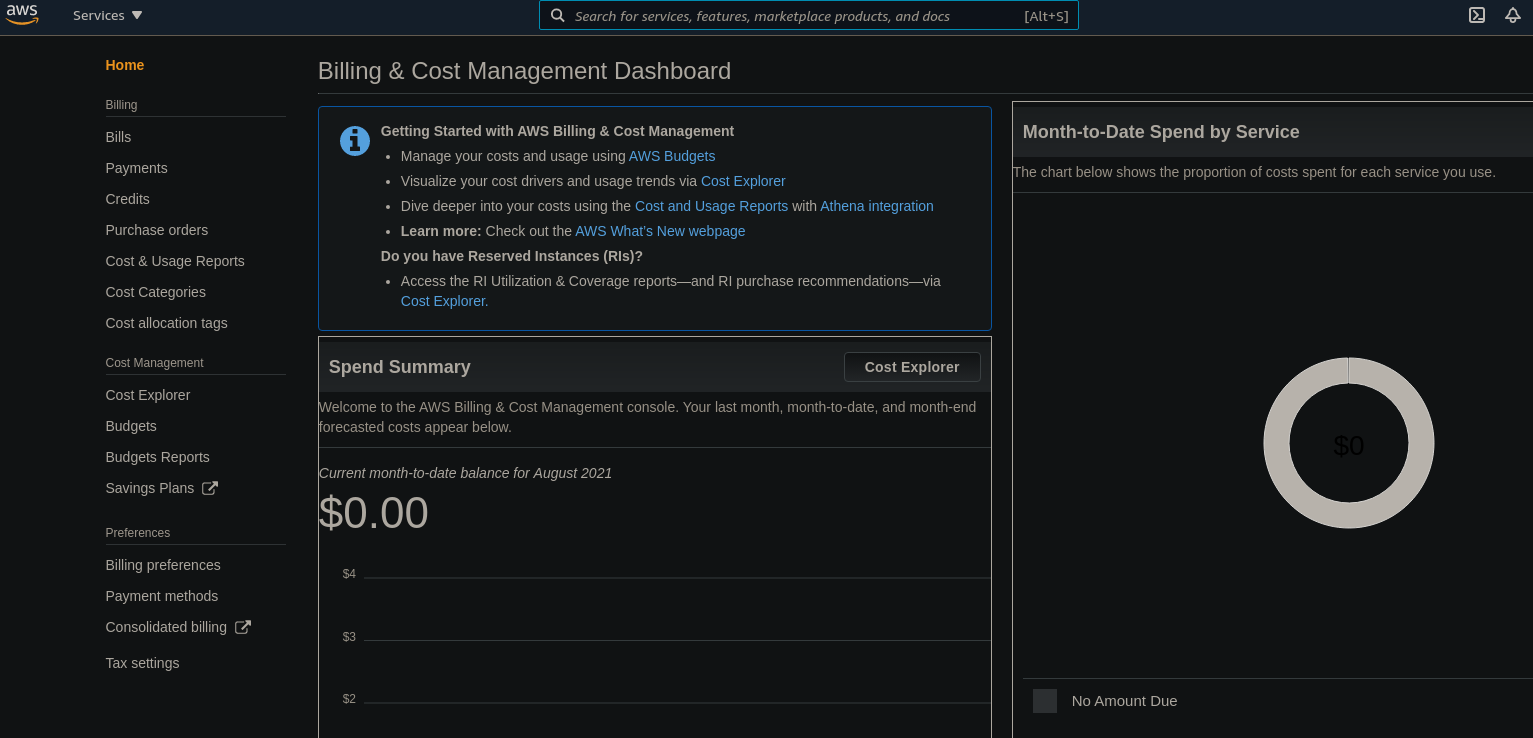 aws
Services
Search for services, features, marketplace products, and docs
[Alt+S]
Home
Billing
Bills
Payments
Credits
Purchase orders
Cost & Usage Reports
Cost Categories
Cost allocation tags
Cost Management
Cost Explorer
Budgets
Budgets Reports
Savings Plans
Preferences
Billing preferences
Payment methods
Consolidated billing
Tax settings
Billing & Cost Management Dashboard
Getting Started with AWS Billing & Cost Management
• Manage your costs and usage using AWS Budgets
• Visualize your cost drivers and usage trends via Cost Explorer
• Dive deeper into your costs using the Cost and Usage Reports with Athena integration
• Learn more: Check out the AWS What's New webpage
Do you have Reserved Instances (RIs)?
• Access the RI Utilization & Coverage reports—and RI purchase recommendations—via
Cost Explorer.
Spend Summary
Cost Explorer
Welcome to the AWS Billing & Cost Management console. Your last month, month-to-date, and month-end
forecasted costs appear below.
Current month-to-date balance for August 2021
$0.00
$4
$3
$2
Month-to-Date Spend by Service
The chart below shows the proportion of costs spent for each service you use.
$0
No Amount Due